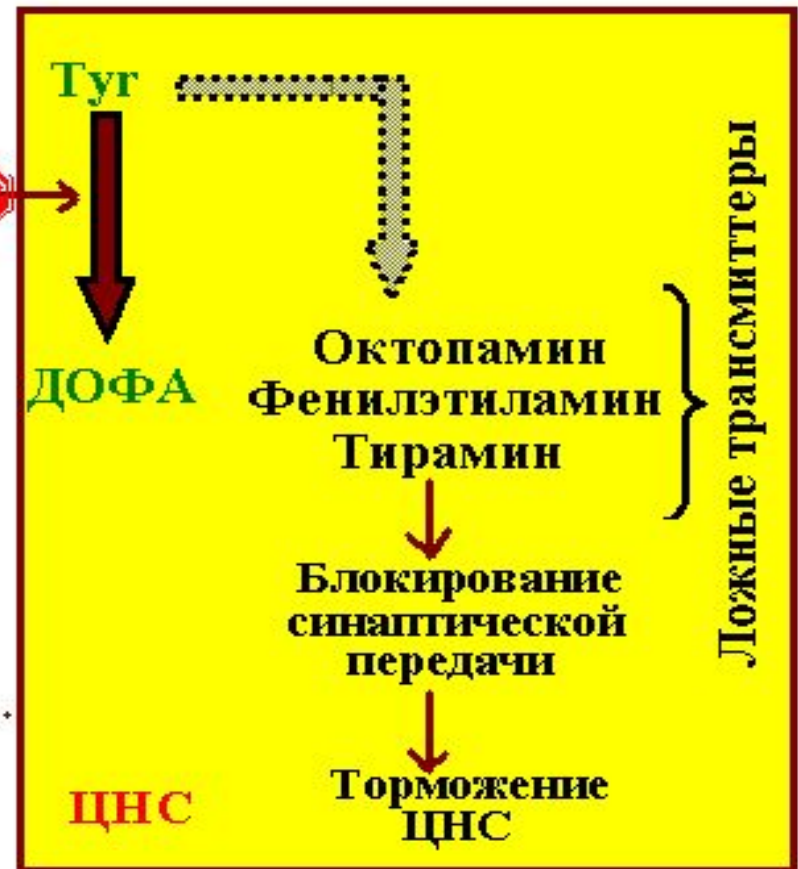 Tyr
ДОФА
Октопамин
Фенилэтиламин
Тирамин
Ложные трансмиттеры
Блокирование
синаптической
передачи
Торможение
ЦНС
ЦНС